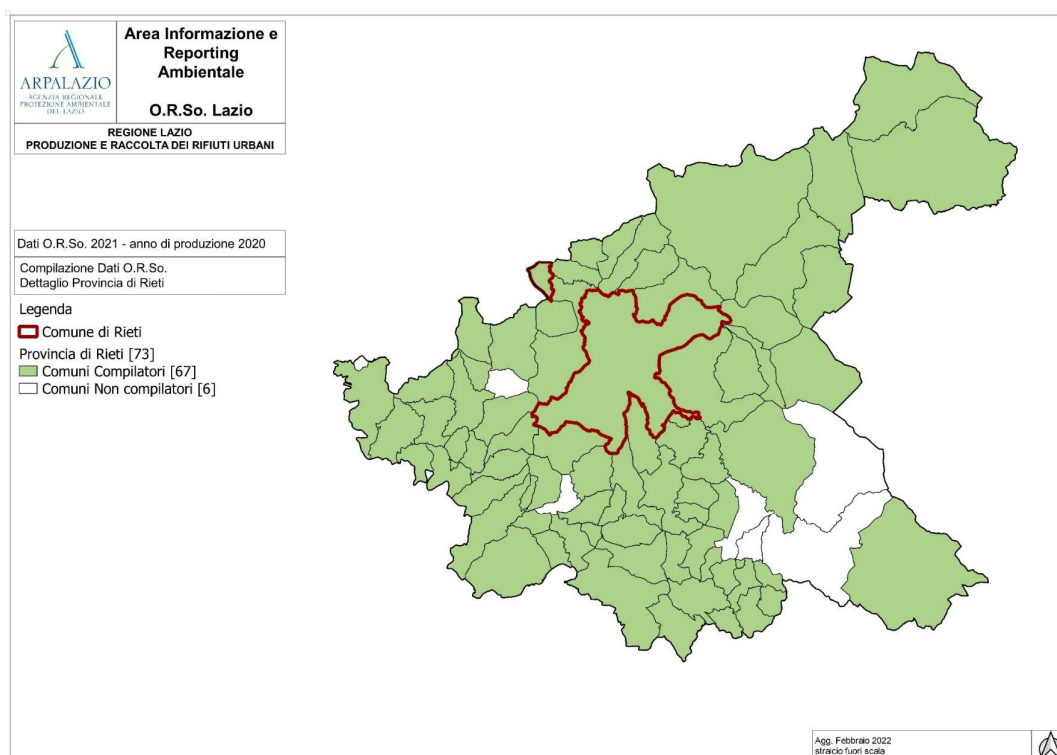 ARPALAZIO
AGENZIA REGIONALE
PROTEZIONE AMBIENTALE
DEL LAZIO
Area Informazione e
Reporting
Ambientale
O.R.So. Lazio
REGIONE LAZIO
PRODUZIONE E RACCOLTA DEI RIFIUTI URBANI
Dati O.R.So. 2021 - anno di produzione 2020
Compilazione Dati O.R.So.
Dettaglio Provincia di Rieti
Legenda
Comune di Rieti
Provincia di Rieti [73]
Comuni Compilatori [67]
Comuni Non compilatori [6]
Agg. Febbraio 2022
stralcio fuori scala